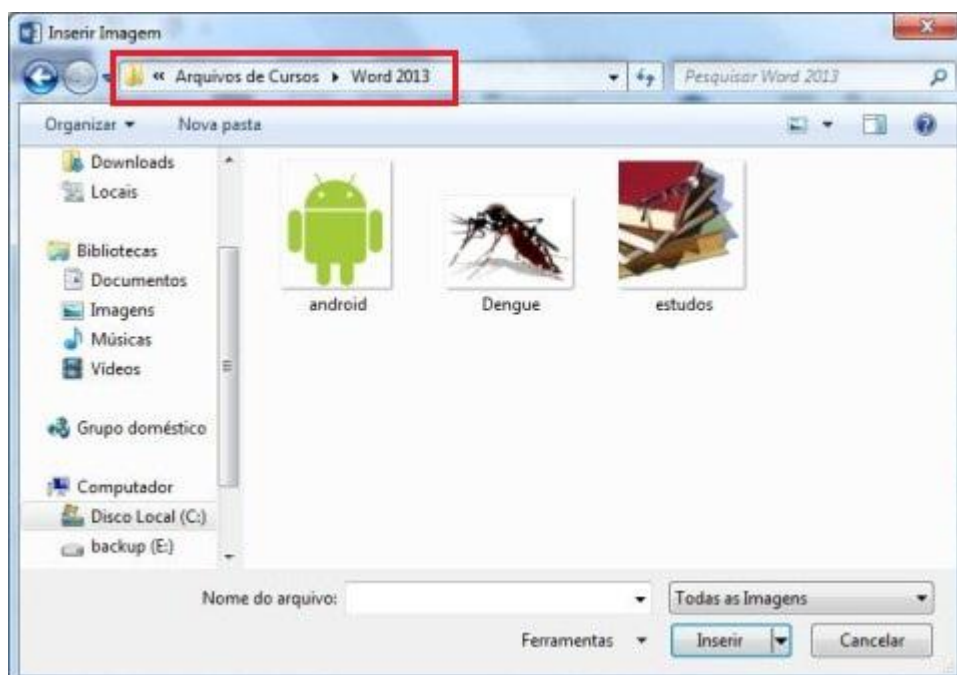 Inserir Imagem
« Arquivos de Cursos ▸ Word 2013
Pesquisar Word 2013
Organizar
Nova pasta
Downloads
Locais
Bibliotecas
Documentos
Imagens
Músicas
Vídeos
Grupo doméstico
Computador
Disco Local (C:)
backup (E:)
android
Dengue
estudos
Nome do arquivo:
Todas as Imagens
Ferramentas
Inserir
Cancelar